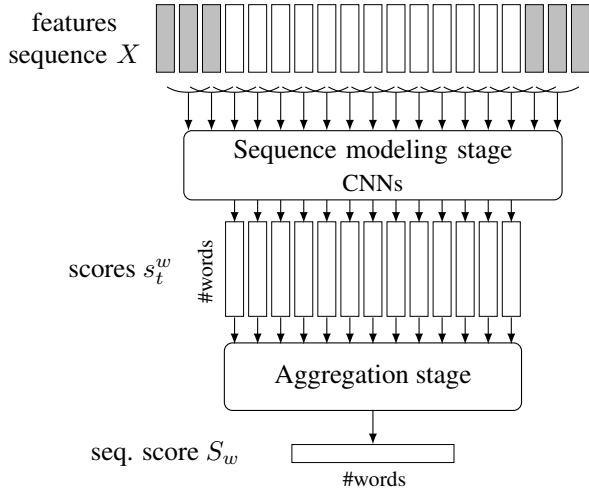 features
sequence X
Sequence modeling stage
CNNs
scores s_t^w
#words
Aggregation stage
seq. score S_w
#words